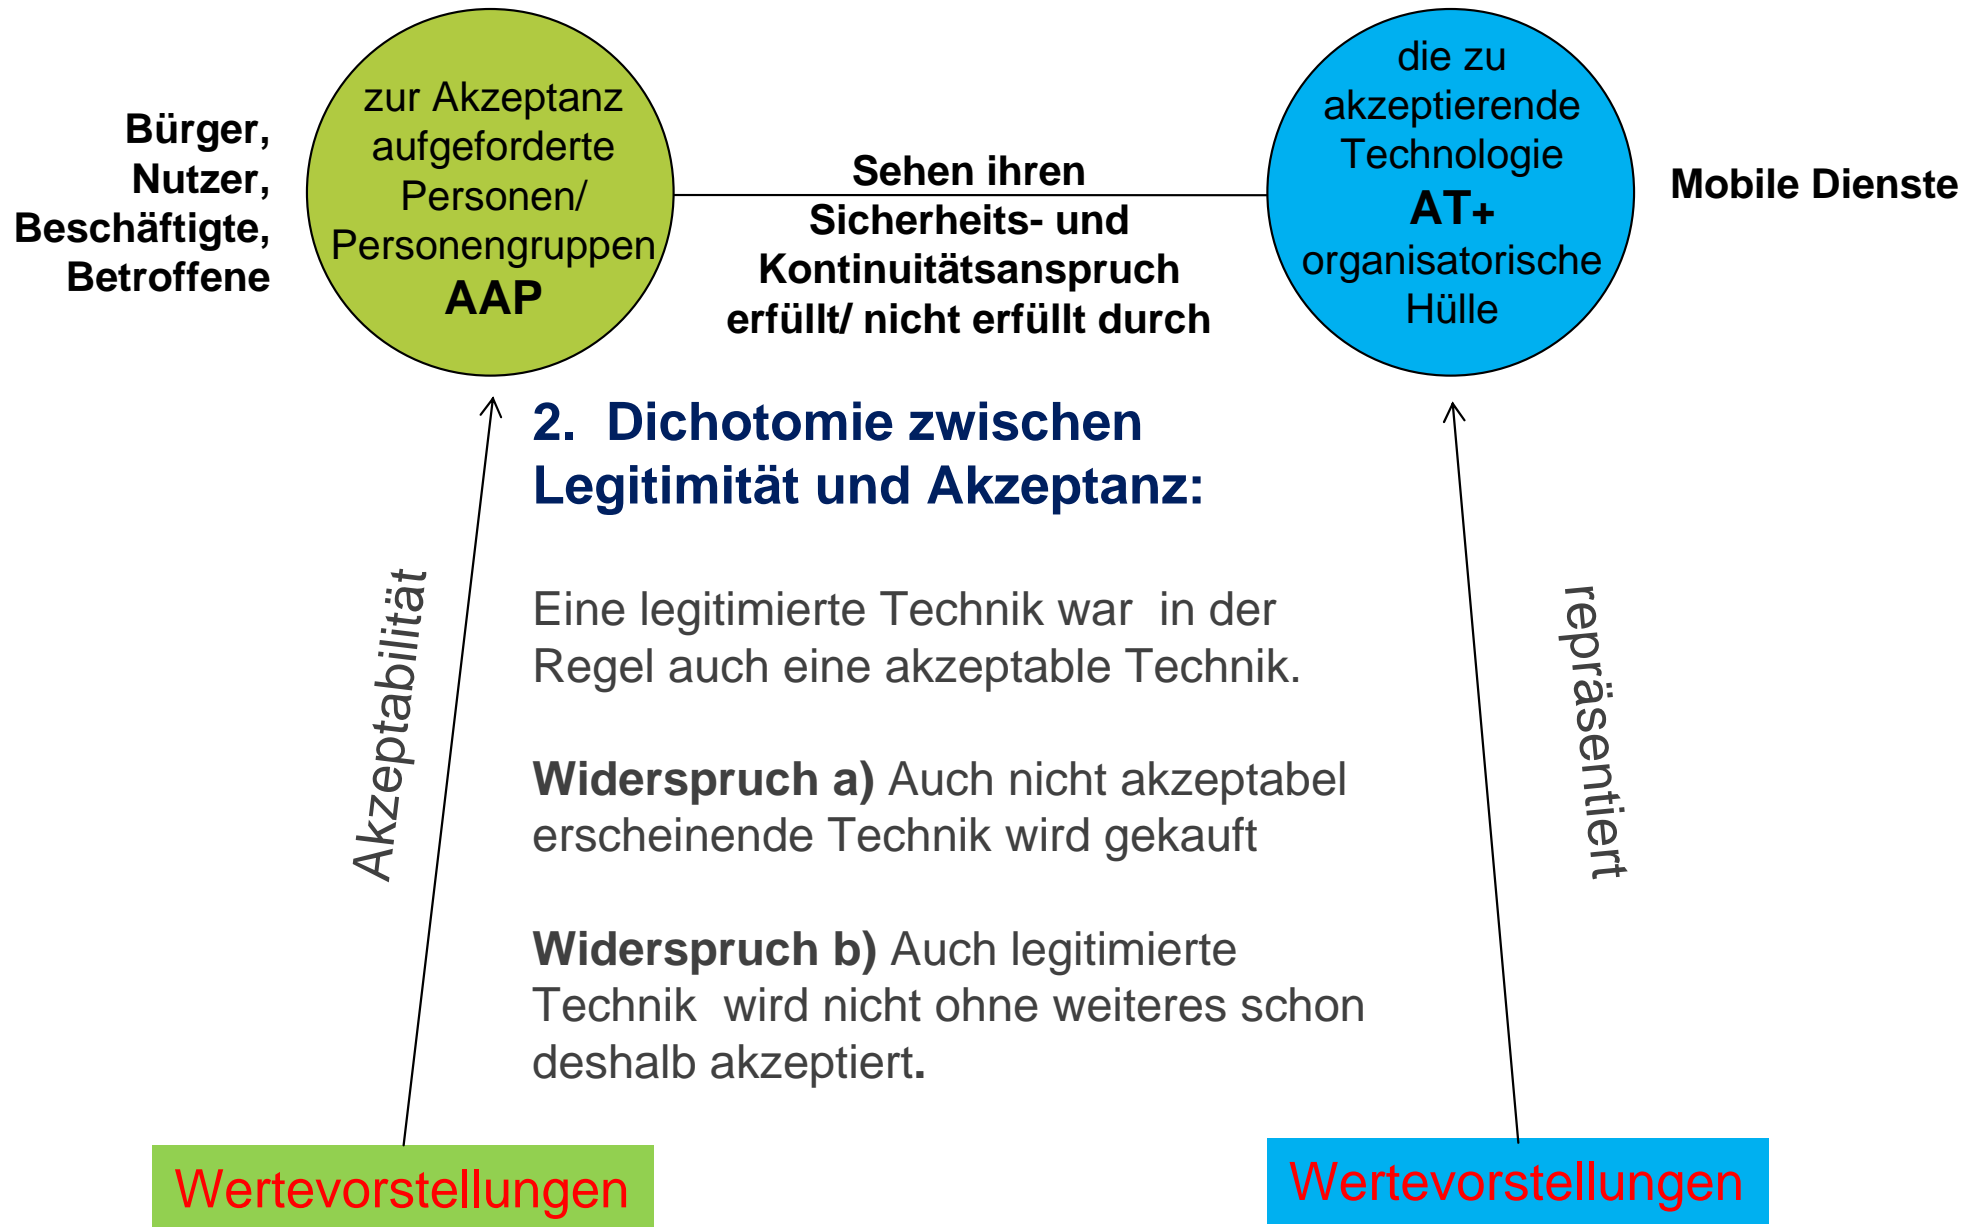 Bürger,
Nutzer,
Beschäftigte,
Betroffene
zur Akzeptanz
aufgeforderte
Personen/
Personengruppen
AAP
Sehen ihren
Sicherheits- und
Kontinuitätsanspruch
erfüllt/ nicht erfüllt durch
die zu
akzeptierende
Technologie
AT+
organisatorische
Hülle
Mobile Dienste
2. Dichotomie zwischen
Legitimität und Akzeptanz:
Akzeptabilität
Eine legitimierte Technik war in der
Regel auch eine akzeptable Technik.
Widerspruch a) Auch nicht akzeptabel
erscheinende Technik wird gekauft
Widerspruch b) Auch legitimierte
Technik wird nicht ohne weiteres schon
deshalb akzeptiert.
repräsentiert
Wertevorstellungen
Wertevorstellungen